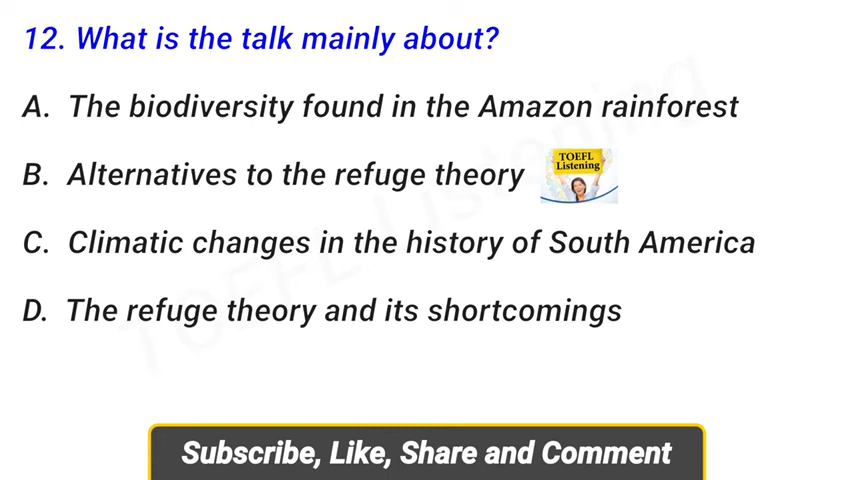 12. What is the talk mainly about?
A. The biodiversity found in the Amazon rainforest
B. Alternatives to the refuge theory
TOEFL
Listening
C. Climatic changes in the history of South America
D. The refuge theory and its shortcomings
TOEFL Listening
Subscribe, Like, Share and Comment